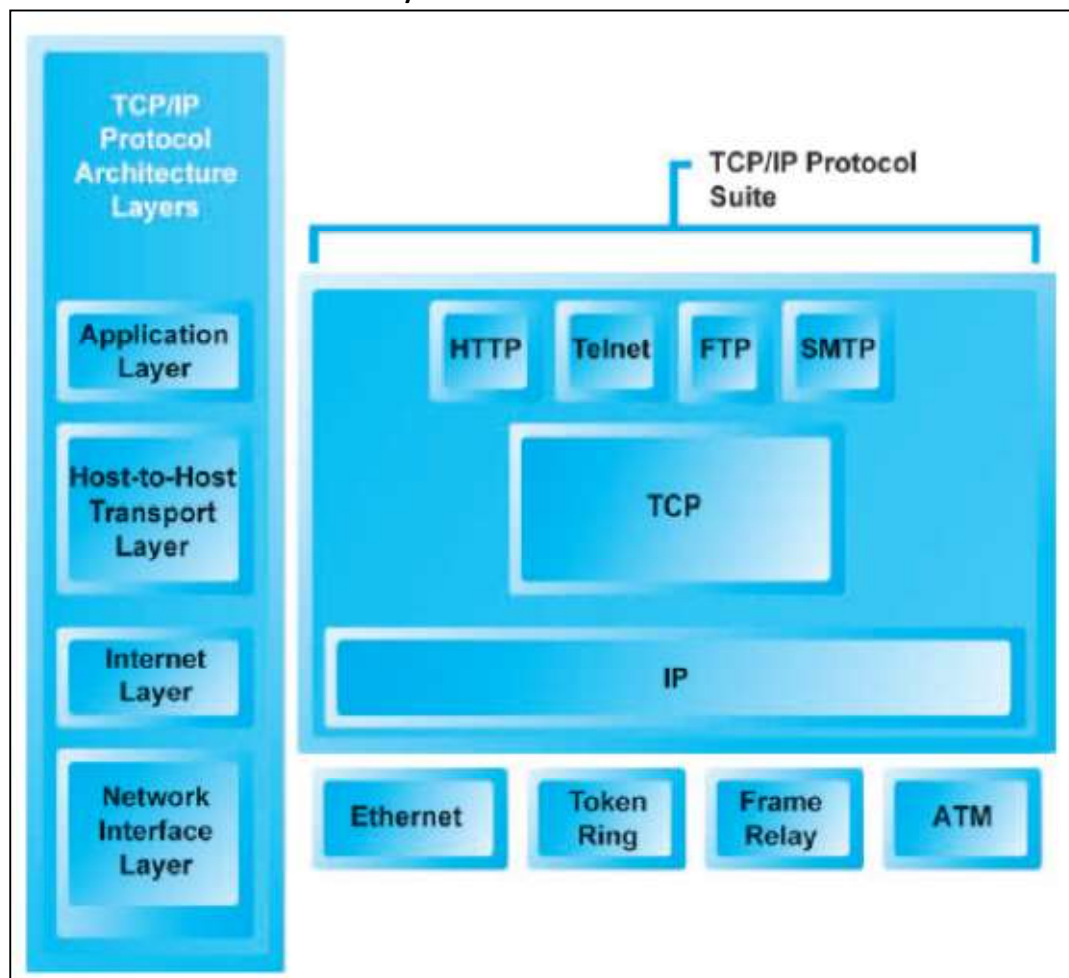 TCP/IP
Protocol
Architecture
Layers
TCP/IP Protocol
Suite
Application
Layer
HTTP
Telnet
FTP
SMTP
Host-to-Host
Transport
Layer
TCP
Internet
Layer
IP
Network
Interface
Layer
Ethernet
Token
Ring
Frame
Relay
ATM